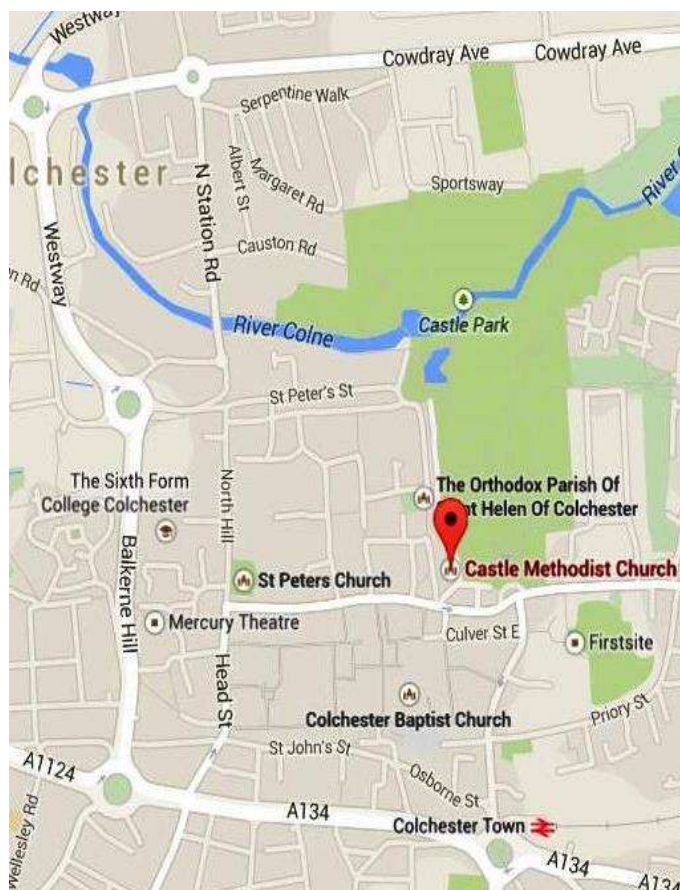 Westway
Cowdray Ave
Cowdray Ave
Serpentine Walk
lchester
N Station Rd
Albert St
Margaret Rd
Sportsway
River
Westway
Causton Rd
Rd
River Colne
Castle Park
St Peter's St
The Sixth Form
College Colchester
North Hill
The Orthodox Parish Of
nt Helen Of Colchester
Balkerne Hill
St Peters Church
Castle Methodist Church
Mercury Theatre
Culver St E
Firstsite
Head St
Colchester Baptist Church
Priory St
St John's St
A1124
Osborne St
A134
Colchester Town
Wellesley Rd
A134
A134